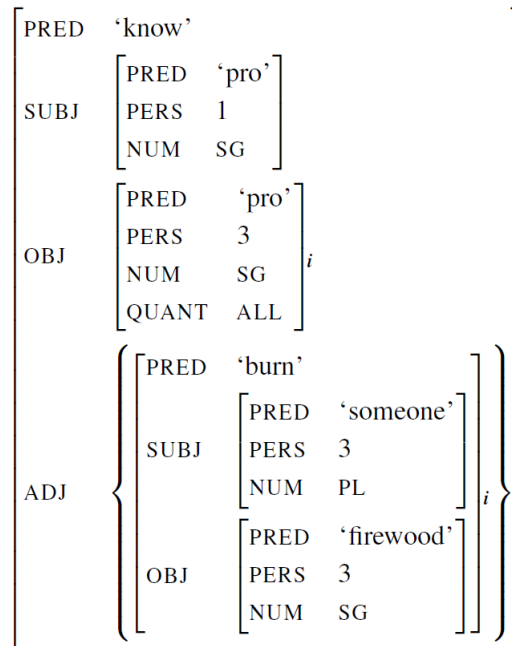 PRED ‘know’
SUBJ
PRED ‘pro’
PERS 1
NUM SG
OBJ
PRED ‘pro’
PERS 3
NUM SG
QUANT ALL
i
ADJ
PRED ‘burn’
SUBJ
PRED ‘someone’
PERS 3
NUM PL
OBJ
PRED ‘firewood’
PERS 3
NUM SG
i